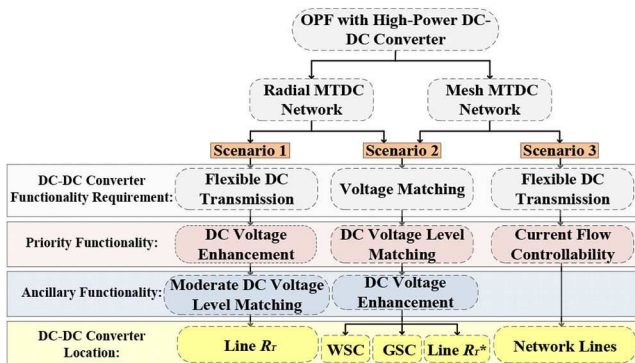 OPF with High-Power DC-
DC Converter
Radial MTDC
Network
Mesh MTDC
Network
Scenario 1
Scenario 2
Scenario 3
DC-DC Converter
Functionality Requirement:
Flexible DC
Transmission
Voltage Matching
Flexible DC
Transmission
Priority Functionality:
DC Voltage
Enhancement
DC Voltage Level
Matching
Current Flow
Controllability
Ancillary Functionality:
Moderate DC Voltage
Level Matching
DC Voltage
Enhancement
DC-DC Converter
Location:
Line RT
WSC
GSC
Line RT*
Network Lines